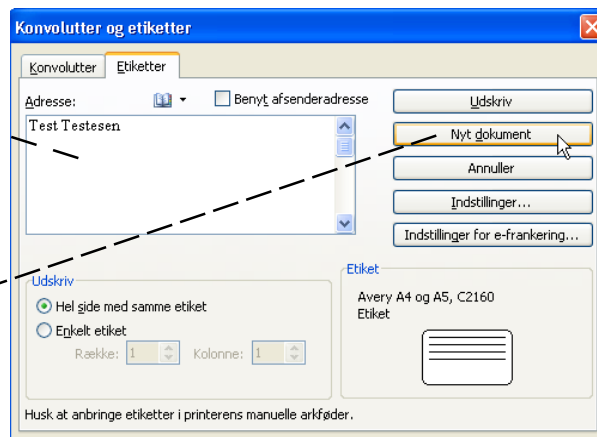 Konvolutter og etiketter
Konvolutter Etiketter
Adresse: Benyt afsenderadresse
Test Testesen
Udskriv
Nyt dokument
Annuller
Indstillinger...
Indstillinger for e-frankering...
Udskriv
Hel side med samme etiket
Enkelt etiket
Række: 1 Kolonne: 1
Etiket
Avery A4 og A5, C2160
Etiket
Husk at anbringe etiketter i printerens manuelle arkføder.